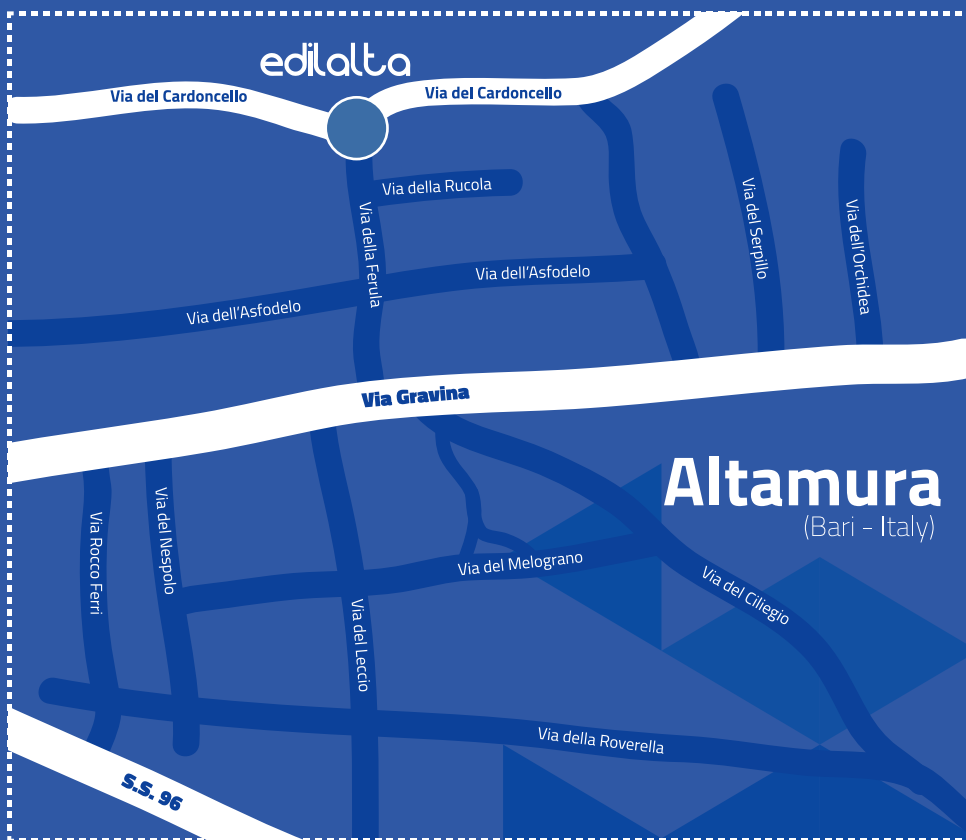 edilalta
Via del Cardoncello
Via del Cardoncello
Via della Rucola
Via del Serpillo
Via dell'Orchidea
Via della Ferula
Via dell'Asfodelo
Via dell'Asfodelo
Via Gravina
Altamura
(Bari - Italy)
Via Rocco Ferri
Via del Nespolo
Via del Melograno
Via del Ciliegio
Via del Leccio
Via della Roverella
S.S. 96